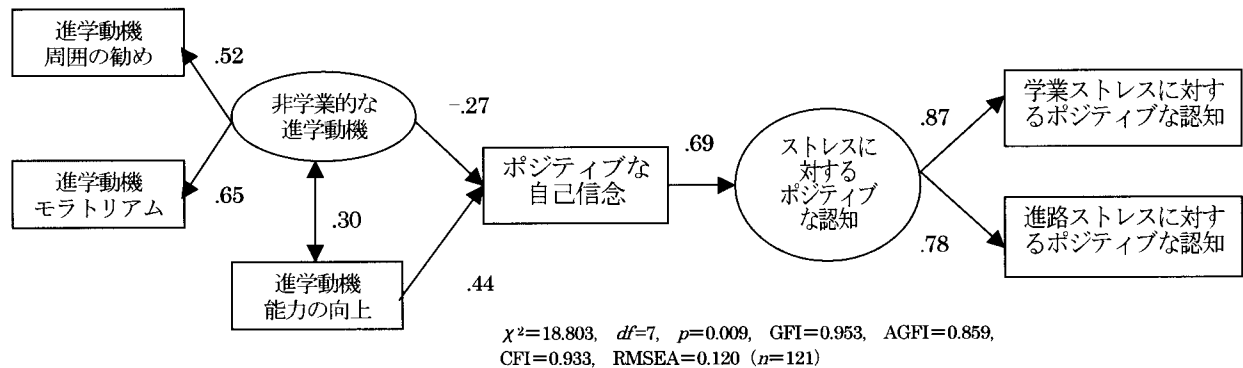 進学動機
周囲の勧め
.52
非学業的な
進学動機
-.27
進学動機
モラトリアム
.65
.30
進学動機
能力の向上
.44
ポジティブな
自己信念
.69
ストレスに
対する
ポジティブ
な認知
.87
学業ストレスに対す
るポジティブな認知
.78
進路ストレスに対す
るポジティブな認知
χ²=18.803, df=7, p=0.009, GFI=0.953, AGFI=0.859,
CFI=0.933, RMSEA=0.120 (n=121)